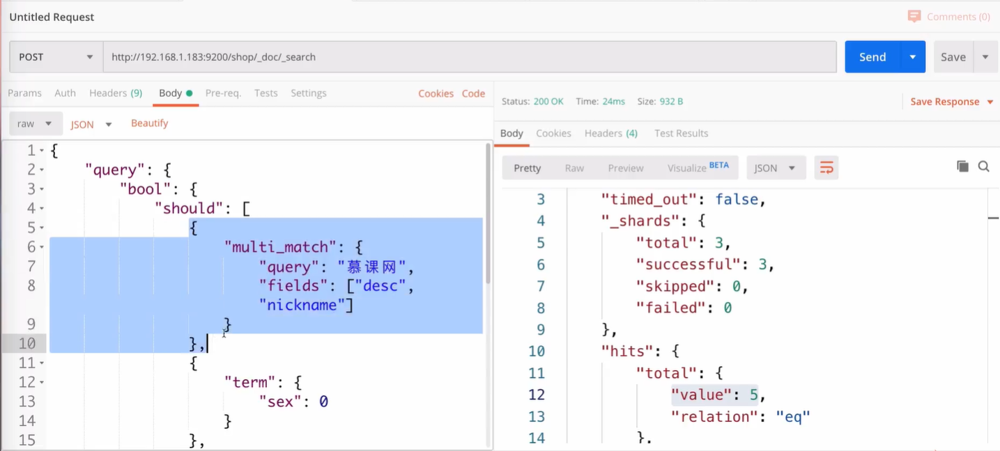 Untitled Request
Comments (0)
POST
http://192.168.1.183:9200/shop/_doc/_search
Send
Save
Params Auth Headers (9) Body Pre-req. Tests Settings Cookies Code
raw JSON Beautify
1 {
2 "query": {
3 "bool": {
4 "should": [
5 {
6 "multi_match": {
7 "query": "慕课网",
8 "fields": ["desc",
"nickname"]
9 }
10 },
11 {
12 "term": {
13 "sex": 0
14 }
15 },
Status: 200 OK Time: 24ms Size: 932 B Save Response
Body Cookies Headers (4) Test Results
Pretty Raw Preview Visualize BETA JSON
3 "timed_out": false,
4 "_shards": {
5 "total": 3,
6 "successful": 3,
7 "skipped": 0,
8 "failed": 0
9 },
10 "hits": {
11 "total": {
12 "value": 5,
13 "relation": "eq"
14 },